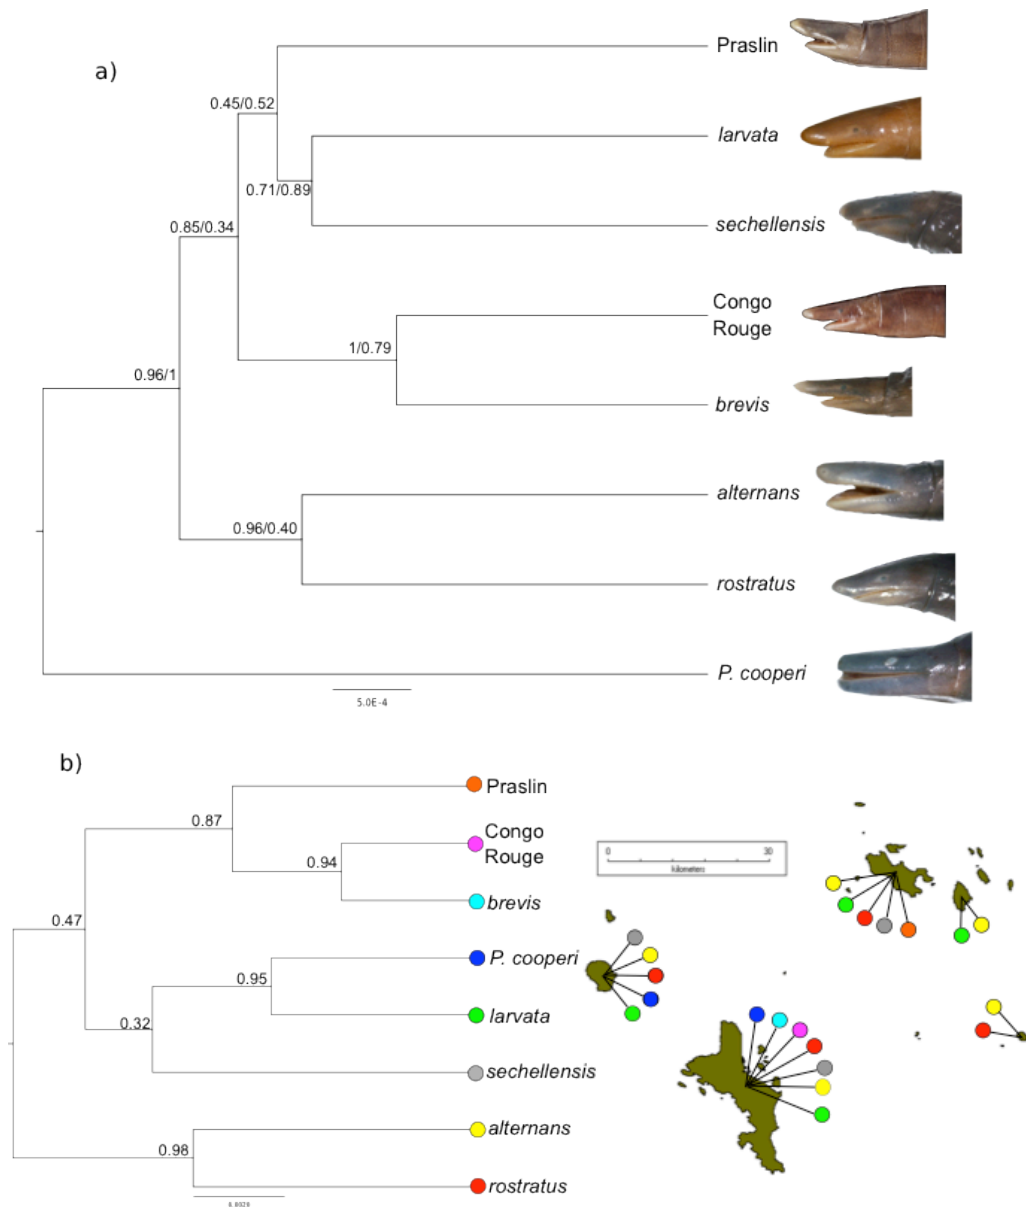 a)
Praslin
0.45/0.52
larvata
0.71/0.89
sechellensis
0.85/0.34
Congo
Rouge
1/0.79
0.96/1
brevis
alternans
0.96/0.40
rostratus
P. cooperi
5.0E-4
b)
Praslin
0.87
Congo
Rouge
0.94
brevis
0.47
P. cooperi
0.95
larvata
0.32
sechellensis
alternans
0.98
rostratus
0 30
kilometers